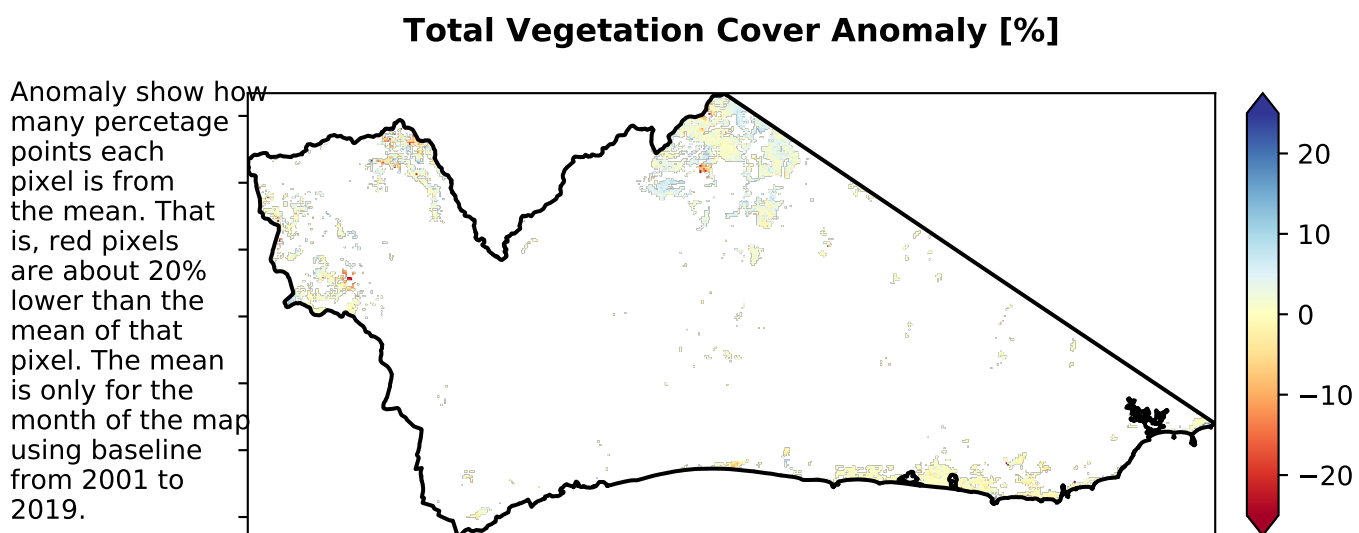 Total Vegetation Cover Anomaly [%]
Anomaly show how
many percetage
points each
pixel is from
the mean. That
is, red pixels
are about 20%
lower than the
mean of that
pixel. The mean
is only for the
month of the map
using baseline
from 2001 to
2019.
20
10
0
−10
−20